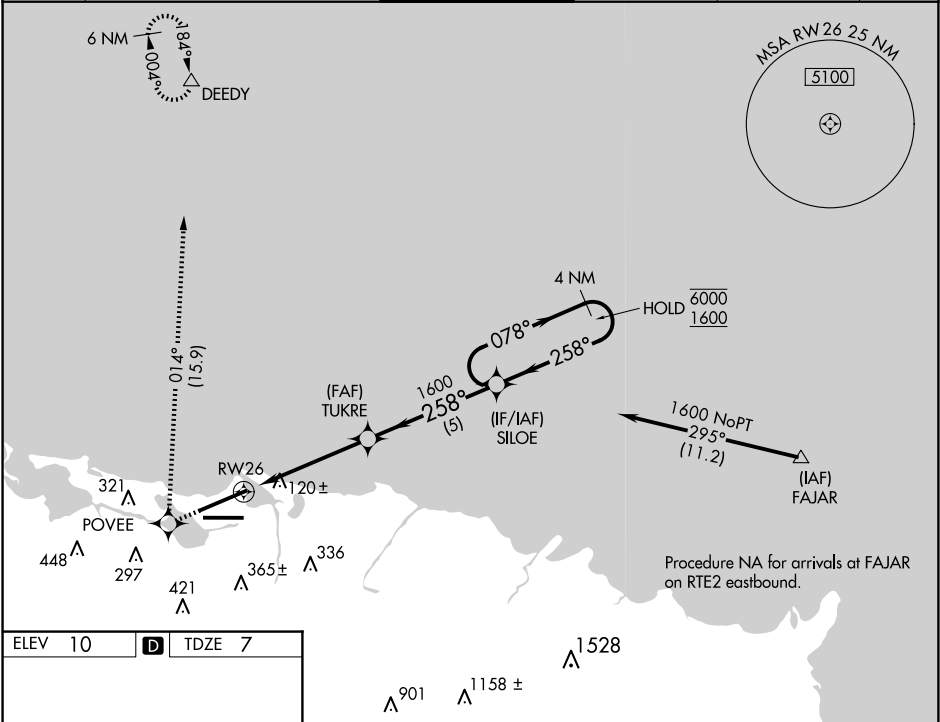 6 NM
184°
004°
DEEDY
MSA RW26 25 NM
5100
4 NM
HOLD 6000
1600
078°
258°
014°
(15.9)
(FAF)
TUKRE
1600
258°
(5)
(IF/IAF)
SILOE
1600 NoPT
295°
(11.2)
(IAF)
FAJAR
RW26
321
120±
POVEE
448
297
365±
336
421
Procedure NA for arrivals at FAJAR
on RTE2 eastbound.
ELEV 10 D TDZE 7
1528
901
1158 ±